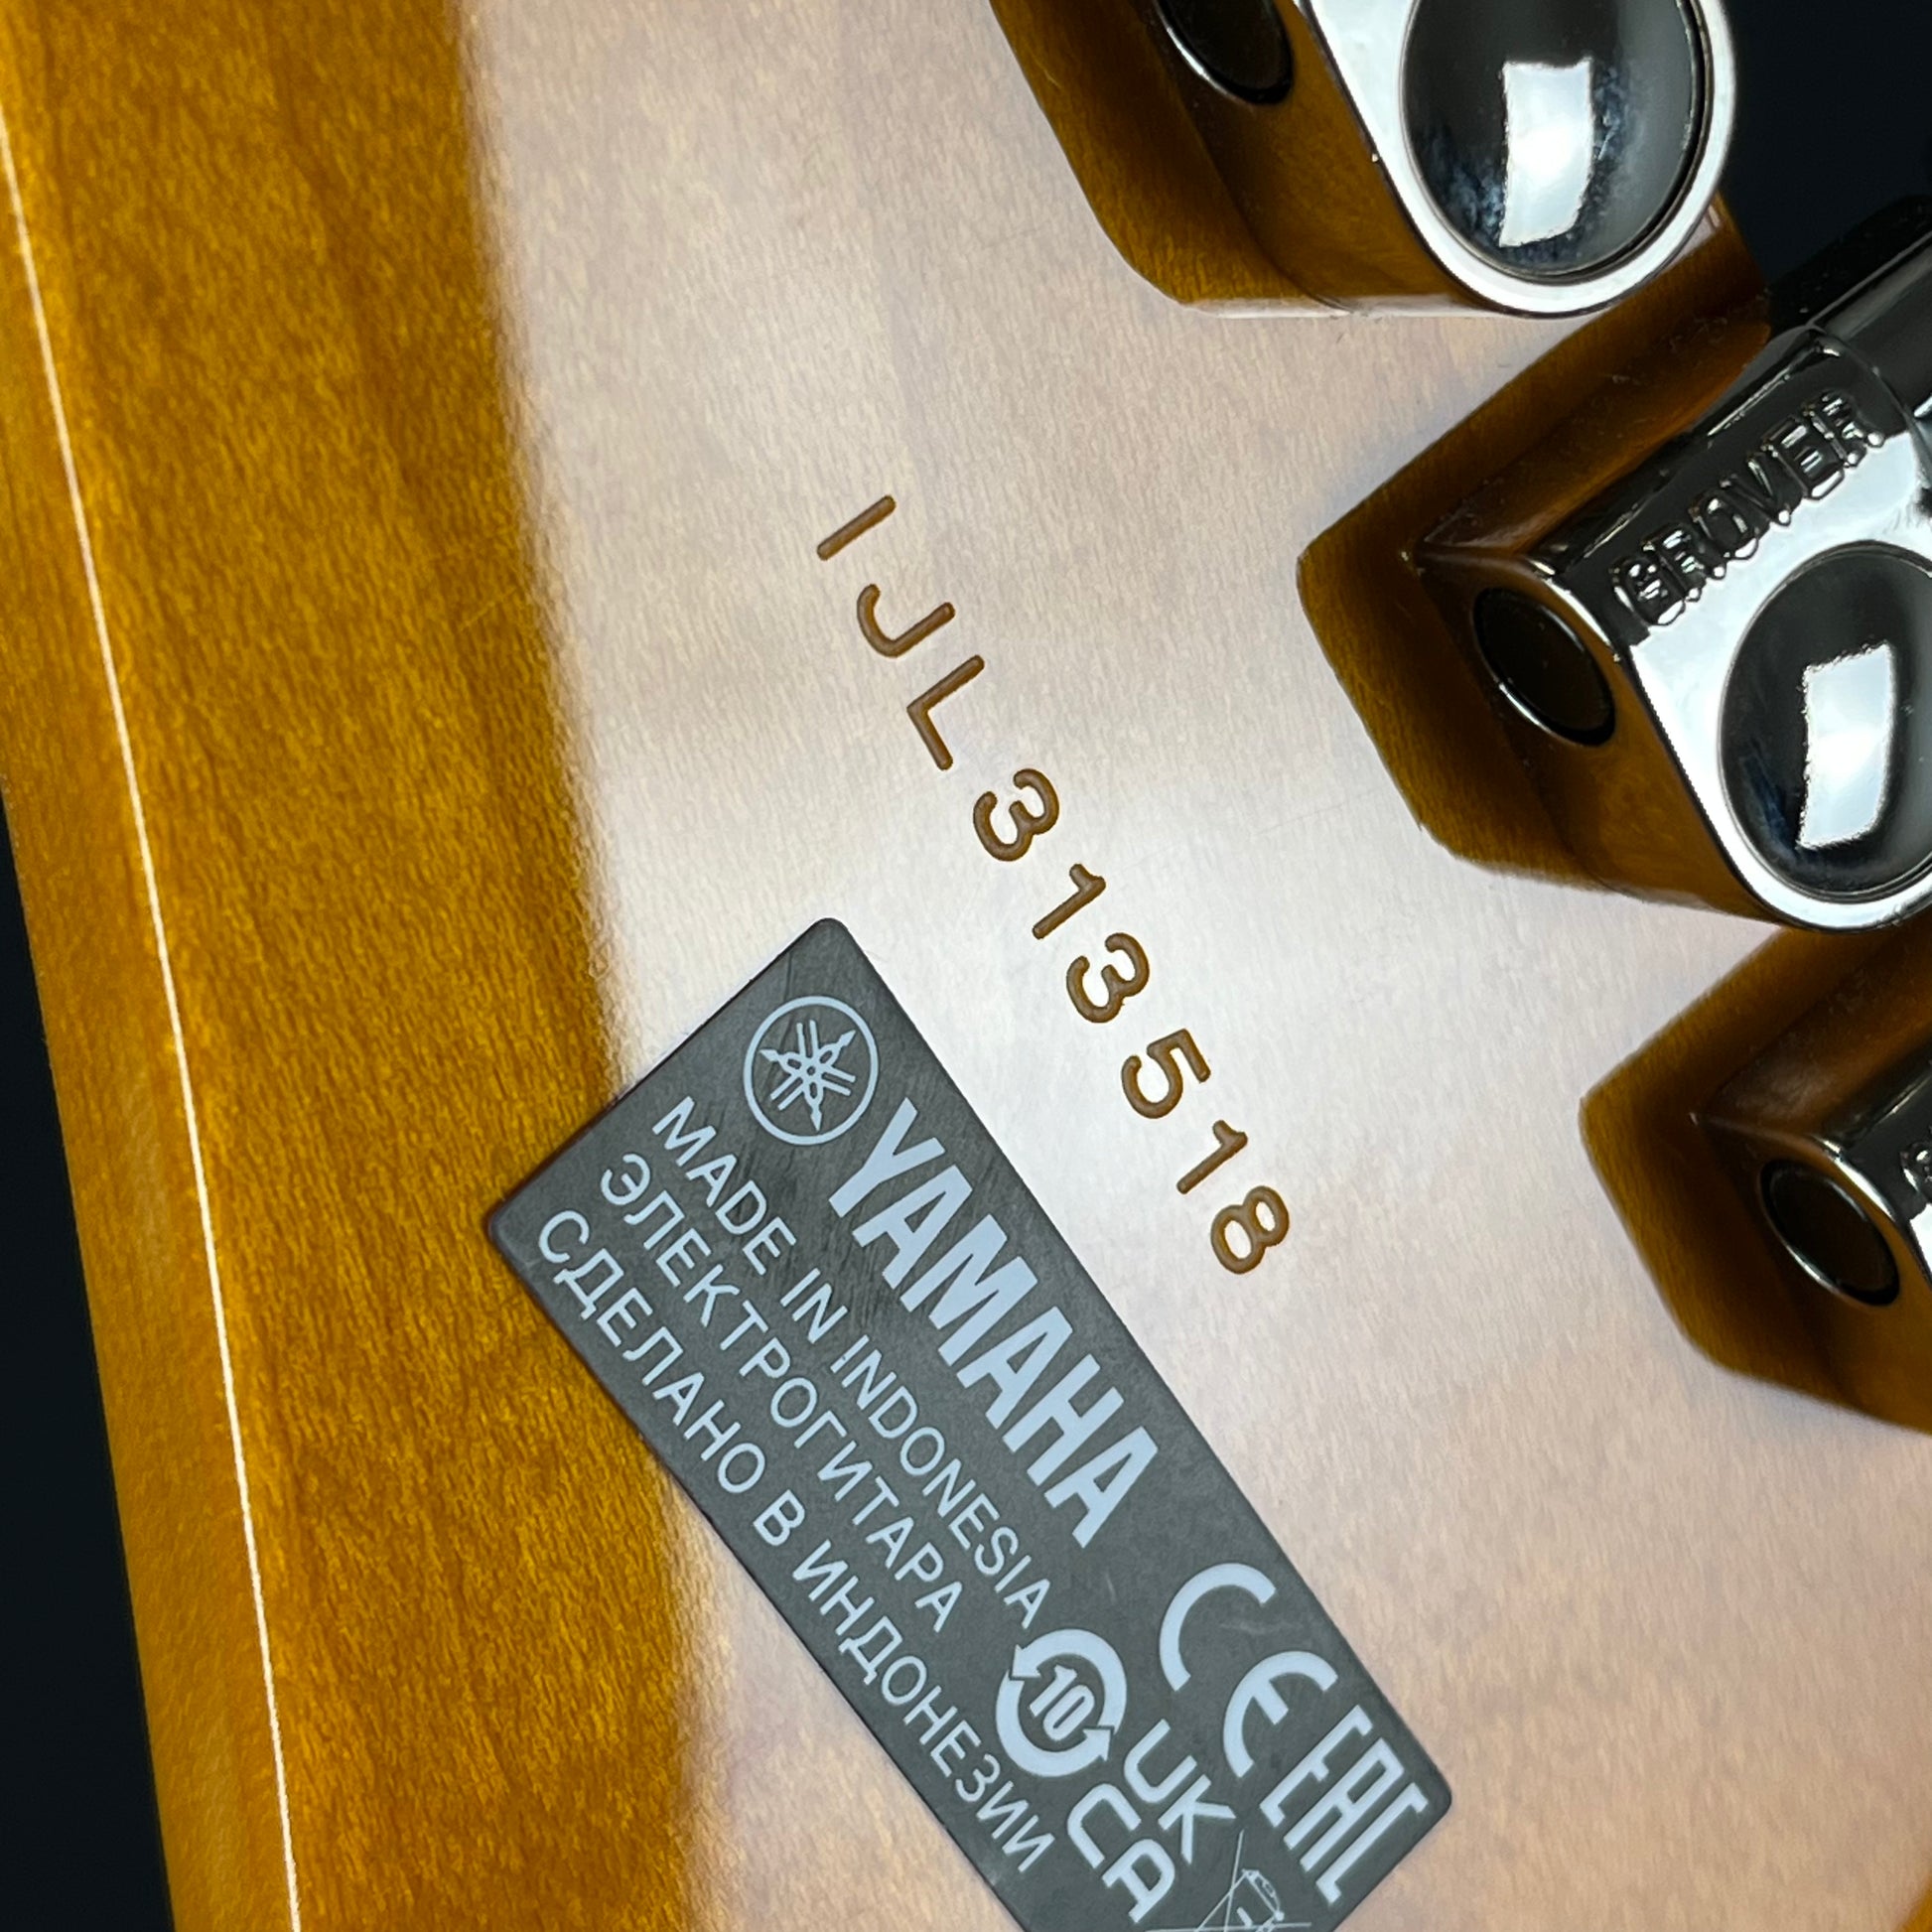 GROVER
IJL313518
YAMAHA
MADE IN INDONESIA
ЭЛЕКТРОГИТАРА
СДЕЛАНО В ИНДОНЕЗИИ
10
CE
EAC
UK
CA